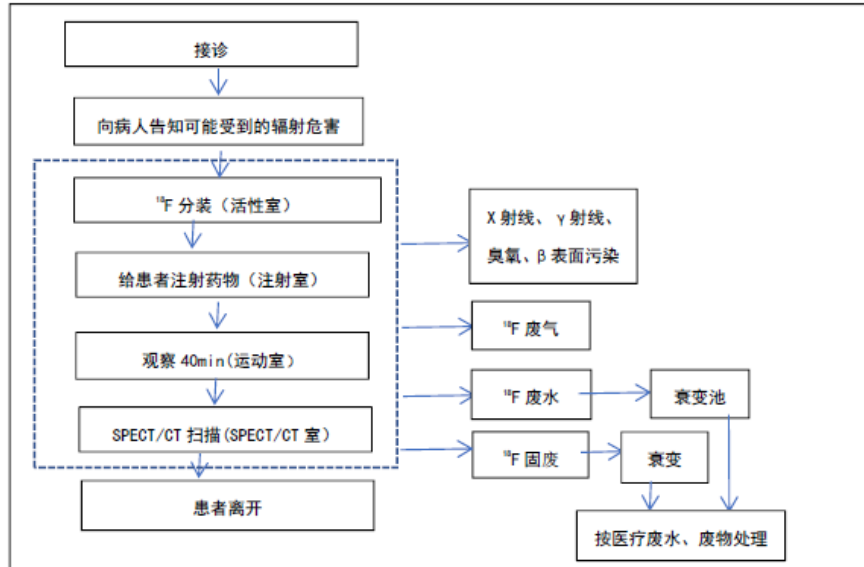 接诊
向病人告知可能受到的辐射危害
¹⁸F 分装（活性室）
X 射线、γ 射线、
臭氧、β 表面污染
给患者注射药物（注射室）
¹⁸F 废气
观察 40min(运动室）
¹⁸F 废水
衰变池
SPECT/CT 扫描(SPECT/CT 室）
¹⁸F 固废
衰变
患者离开
按医疗废水、废物处理